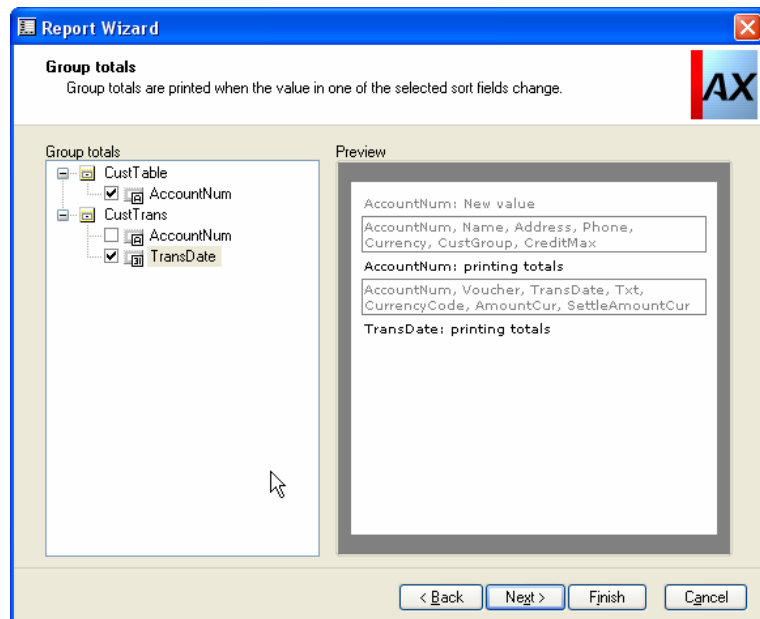 Report Wizard
Group totals
Group totals are printed when the value in one of the selected sort fields change.
AX
Group totals
CustTable
AccountNum
CustTrans
AccountNum
TransDate
Preview
AccountNum: New value
AccountNum, Name, Address, Phone,
Currency, CustGroup, CreditMax
AccountNum: printing totals
AccountNum, Voucher, TransDate, Txt,
CurrencyCode, AmountCur, SettleAmountCur
TransDate: printing totals
< Back
Next >
Finish
Cancel